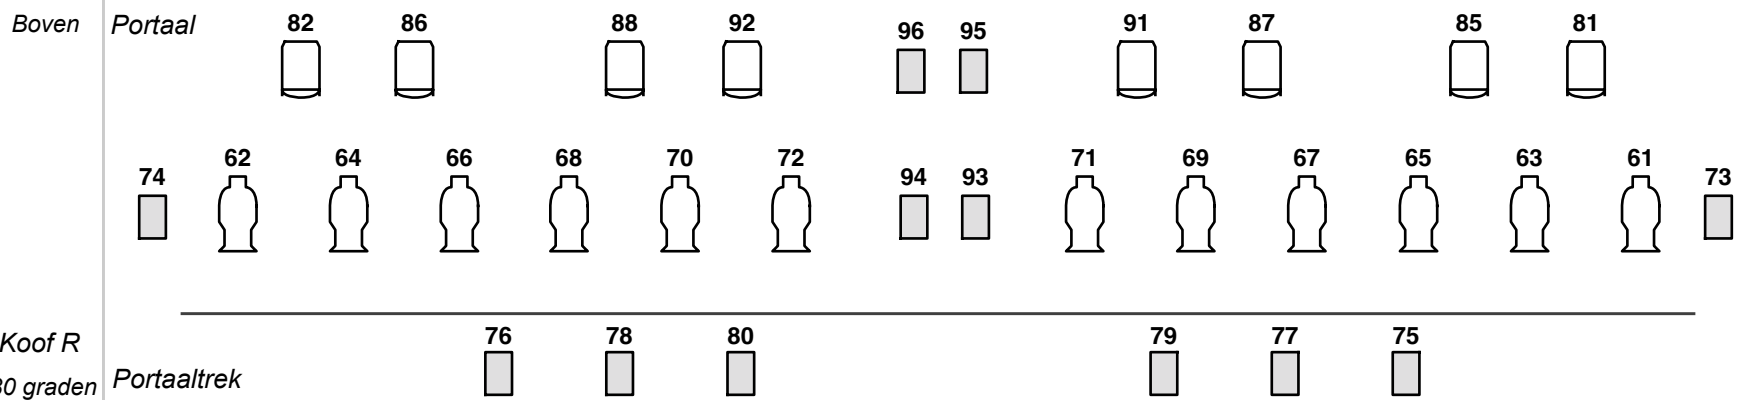 Boven Portaal 82 86 88 92 96 95 91 87 85 81
74 62 64 66 68 70 72 94 93 71 69 67 65 63 61 73
Koof R 76 78 80 79 77 75
graden Portaaltrek